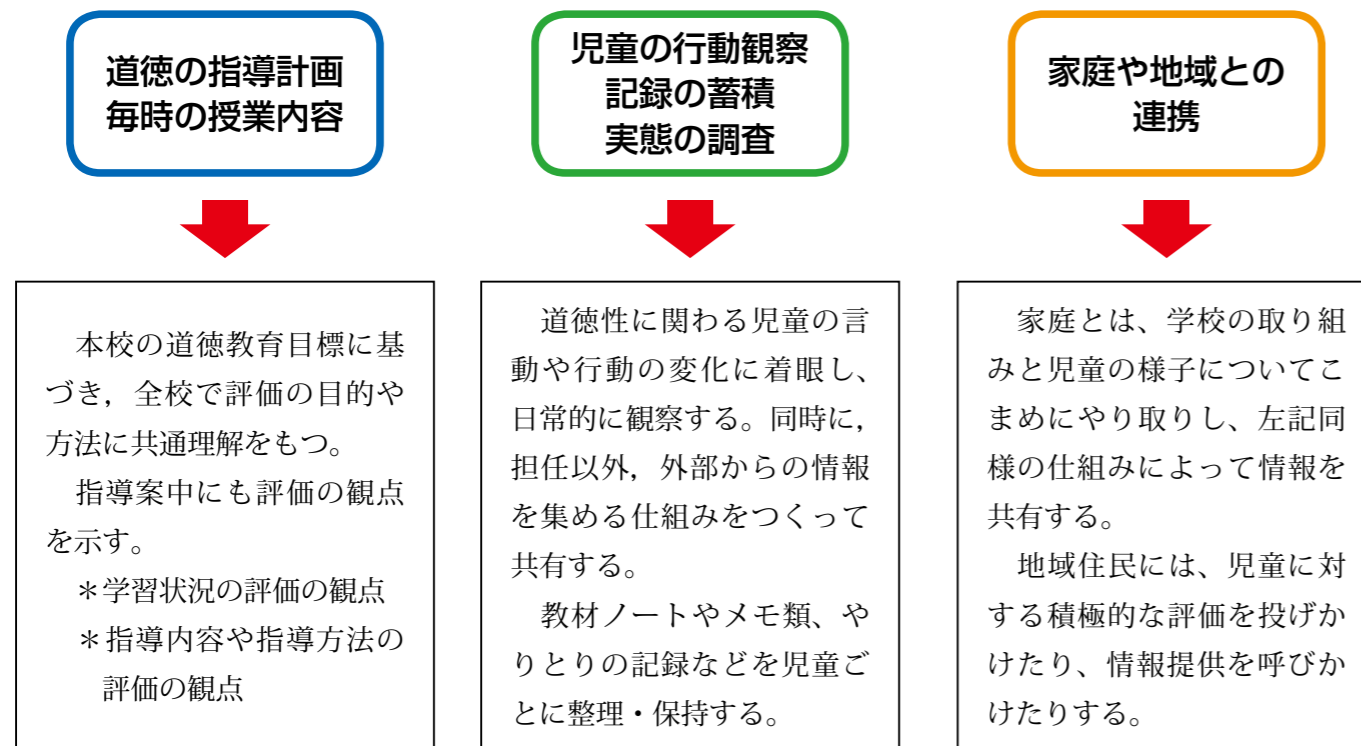 道徳の指導計画
毎時の授業内容
本校の道徳教育目標に基
づき，全校で評価の目的や
方法に共通理解をもつ。
指導案中にも評価の観点
を示す。
＊学習状況の評価の観点
＊指導内容や指導方法の
評価の観点
児童の行動観察
記録の蓄積
実態の調査
道徳性に関わる児童の言
動や行動の変化に着眼し、
日常的に観察する。同時に，
担任以外，外部からの情報
を集める仕組みをつくって
共有する。
教材ノートやメモ類、や
りとりの記録などを児童ご
とに整理・保持する。
家庭や地域との
連携
家庭とは、学校の取り組
みと児童の様子についてこ
まめにやり取りし、左記同
様の仕組みによって情報を
共有する。
地域住民には、児童に対
する積極的な評価を投げか
けたり、情報提供を呼びか
けたりする。